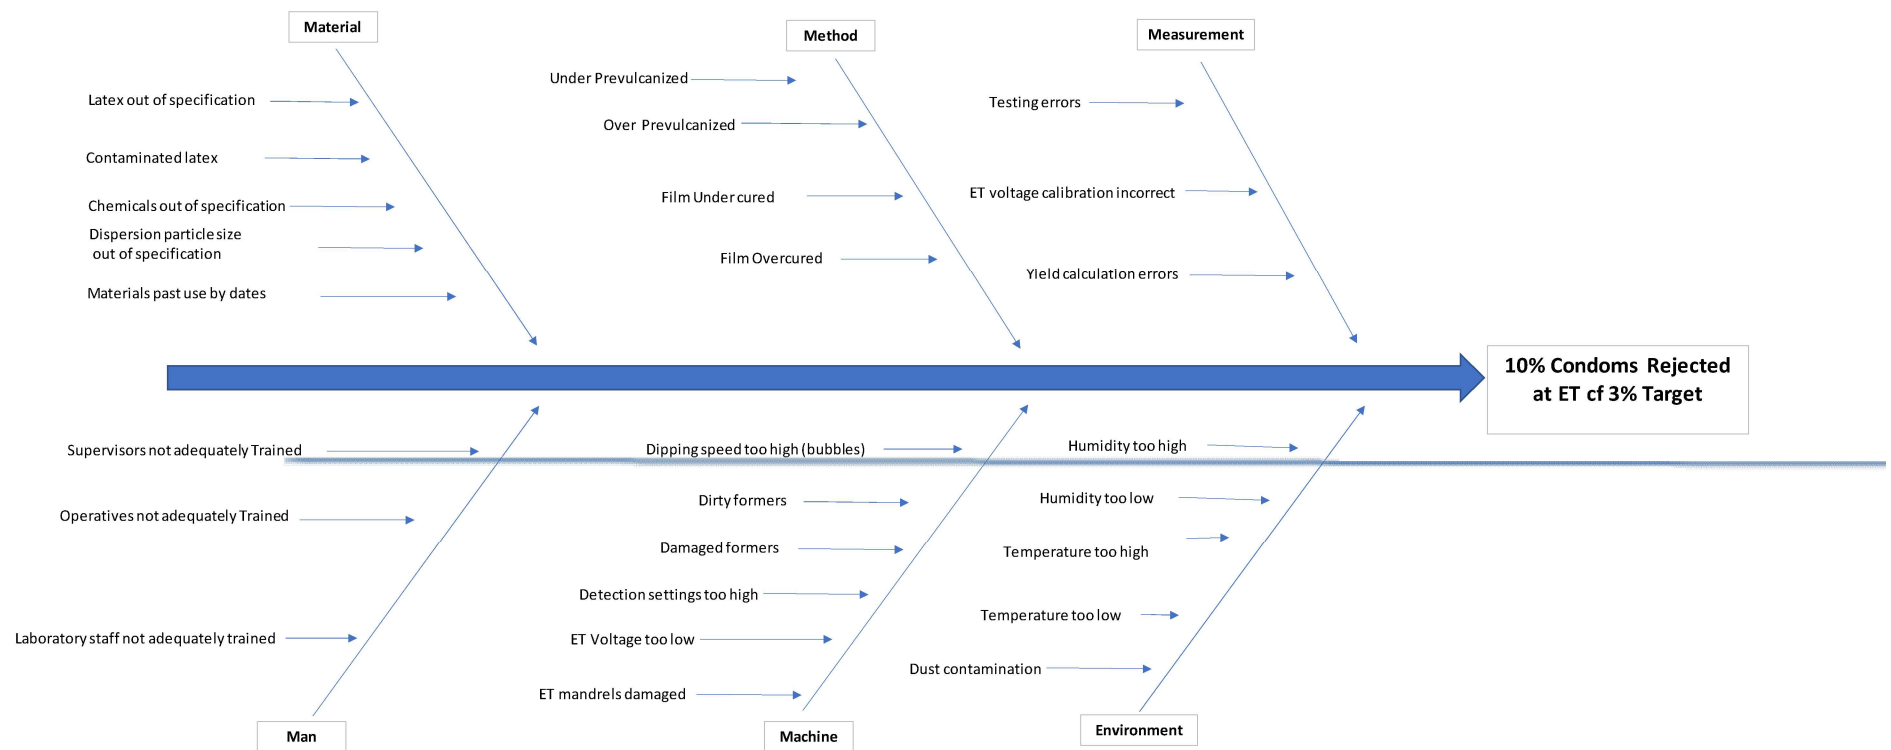 Material
Method
Measurement
Under Prevulcanized
Latex out of specification
Testing errors
Over Prevulcanized
Contaminated latex
Film Under cured
ET voltage calibration incorrect
Chemicals out of specification
Dispersion particle size
out of specification
Film Overcured
Yield calculation errors
Materials past use by dates
10% Condoms Rejected
at ET cf 3% Target
Supervisors not adequately Trained
Dipping speed too high (bubbles)
Humidity too high
Dirty formers
Humidity too low
Operatives not adequately Trained
Damaged formers
Temperature too high
Detection settings too high
Temperature too low
Laboratory staff not adequately trained
ET Voltage too low
Dust contamination
ET mandrels damaged
Man
Machine
Environment